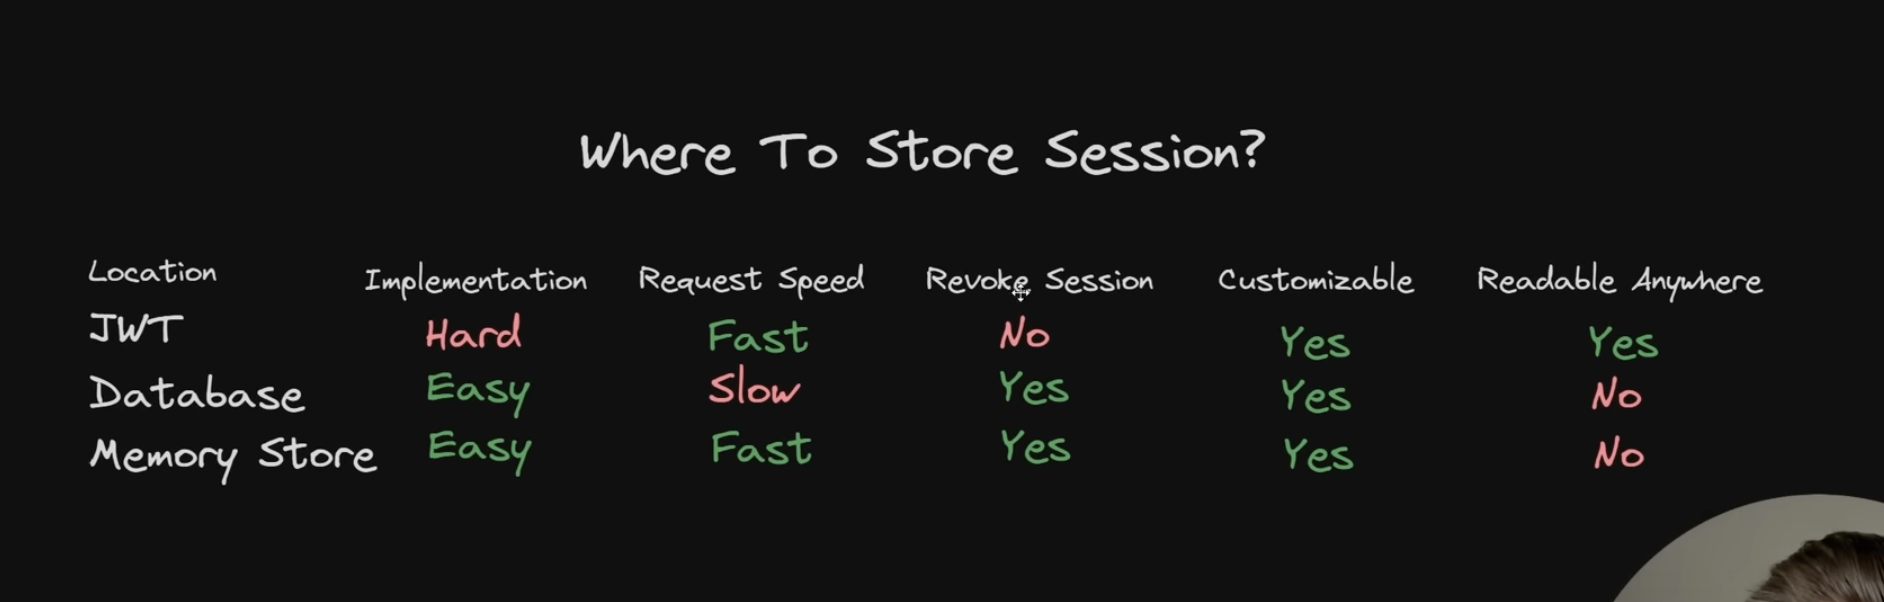 Where To Store Session?
Location Implementation Request Speed Revoke Session Customizable Readable Anywhere
JWT Hard Fast No Yes Yes
Database Easy Slow Yes Yes No
Memory Store Easy Fast Yes Yes No